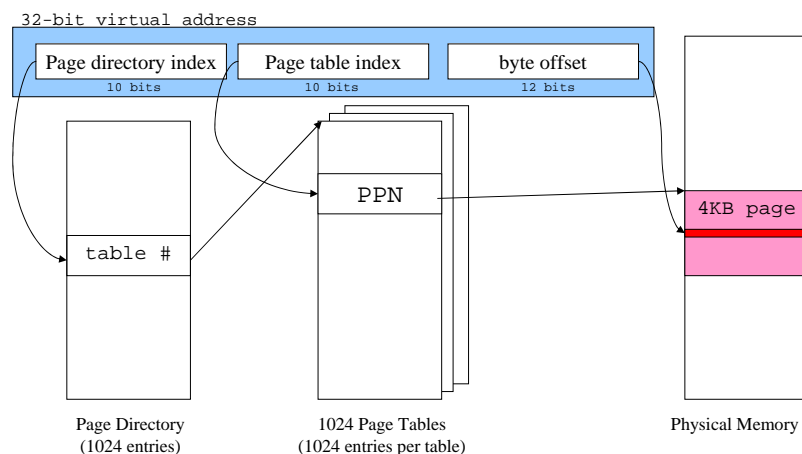 32-bit virtual address
Page directory index
Page table index
byte offset
10 bits
10 bits
12 bits
PPN
4KB page
table #
Page Directory
(1024 entries)
1024 Page Tables
(1024 entries per table)
Physical Memory